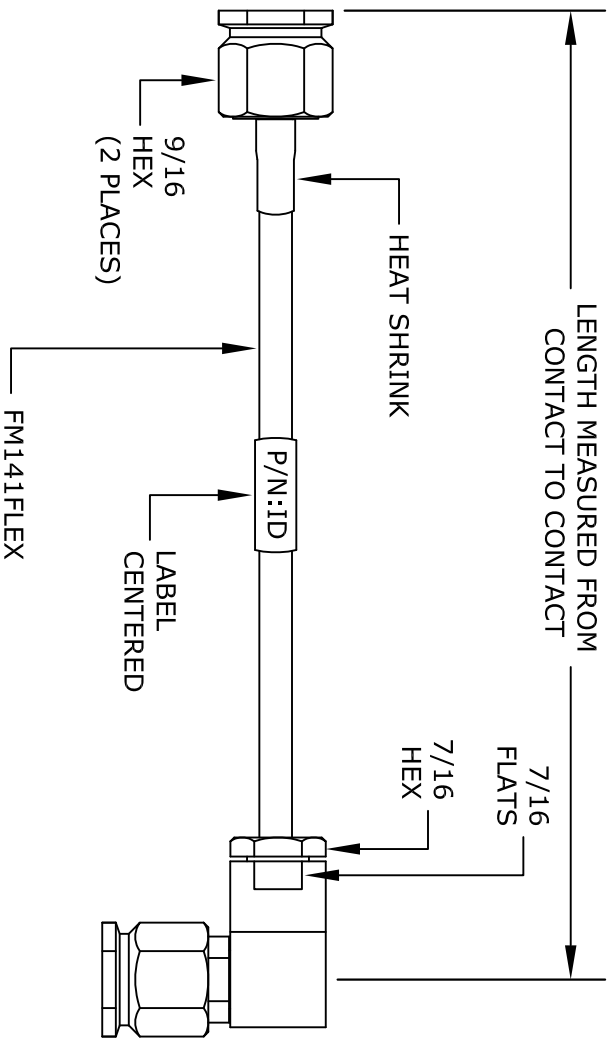 LENGTH MEASURED FROM
CONTACT TO CONTACT
HEAT SHRINK
7/16
FLATS
7/16
HEX
P/N:ID
9/16
HEX
(2 PLACES)
LABEL
CENTERED
FM141FLEX